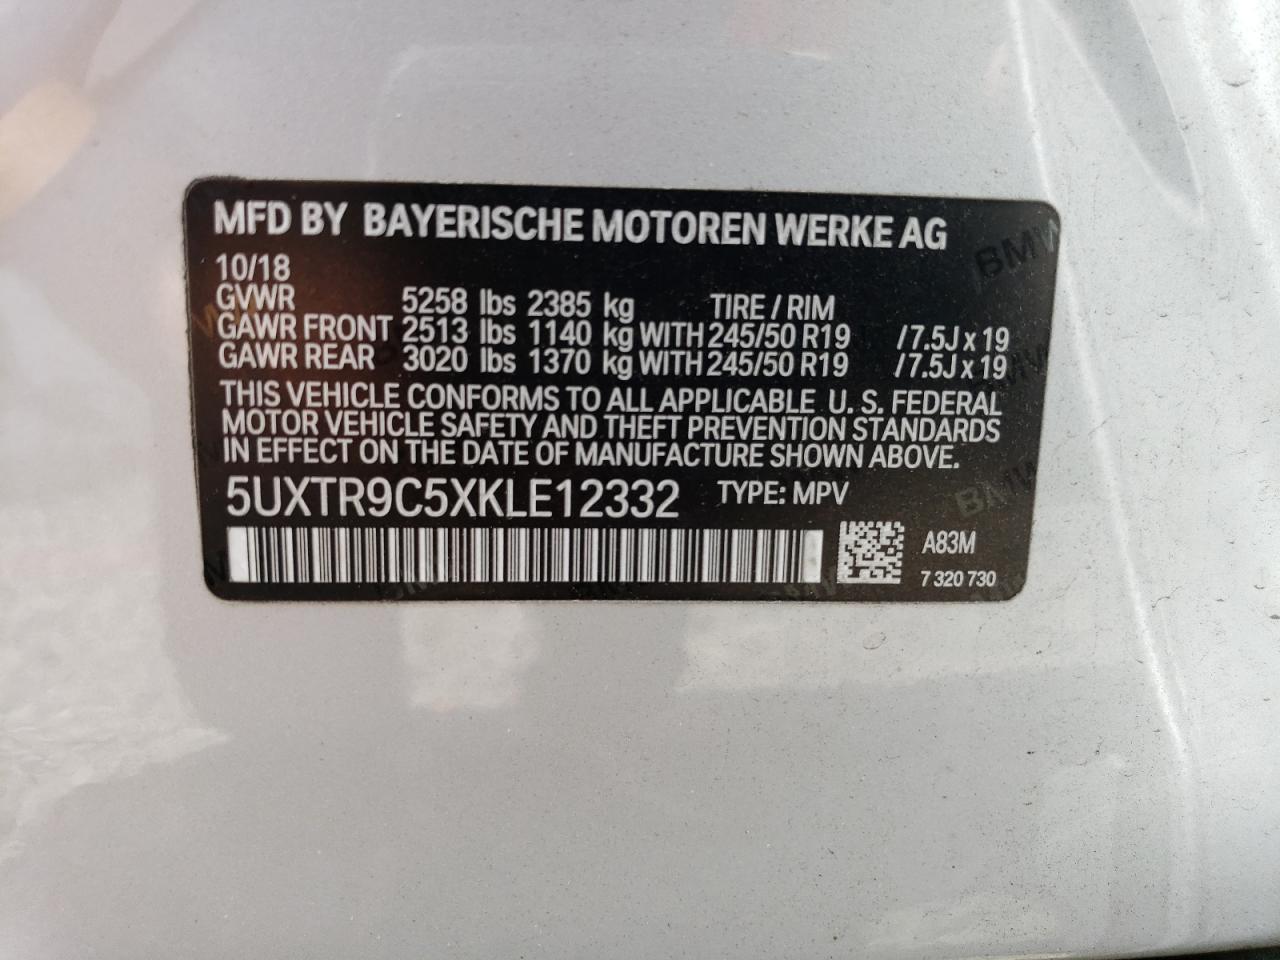 MFD BY BAYERISCHE MOTOREN WERKE AG
10/18
GVWR 5258 lbs 2385 kg TIRE / RIM
GAWR FRONT 2513 lbs 1140 kg WITH 245/50 R19 /7.5J x 19
GAWR REAR 3020 lbs 1370 kg WITH 245/50 R19 /7.5J x 19
THIS VEHICLE CONFORMS TO ALL APPLICABLE U. S. FEDERAL
MOTOR VEHICLE SAFETY AND THEFT PREVENTION STANDARDS
IN EFFECT ON THE DATE OF MANUFACTURE SHOWN ABOVE.
5UXTR9C5XKLE12332 TYPE: MPV
A83M
7 320 730